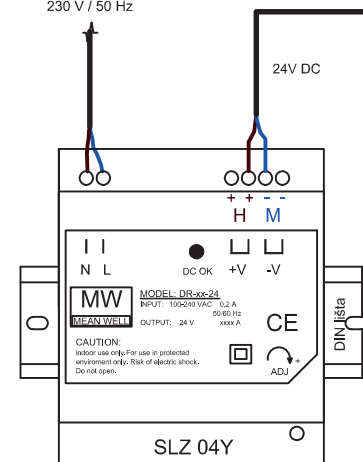 230 V / 50 Hz
24V DC
+ + - -
H M
N L DC OK +V -V
MW
MEAN WELL
MODEL: DR-xx-24
INPUT: 100-240 VAC 0,2 A
50/60 Hz
OUTPUT: 24 V xxxx A
CE
CAUTION:
indoor use only.For use in protected
enviroment only. Risk of electric shock.
Do not open.
+
ADJ
DIN lišta
SLZ 04Y